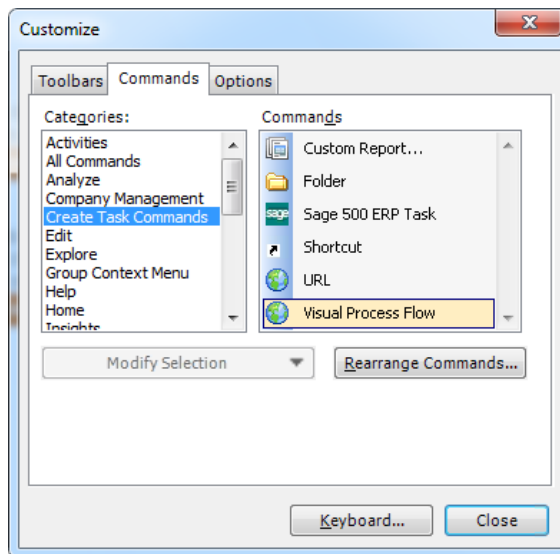 Customize
Toolbars Commands Options
Categories: Commands
Activities
All Commands
Analyze
Company Management
Create Task Commands
Edit
Explore
Group Context Menu
Help
Home
Insights
Custom Report...
Folder
sage Sage 500 ERP Task
Shortcut
URL
Visual Process Flow
Modify Selection Rearrange Commands...
Keyboard... Close